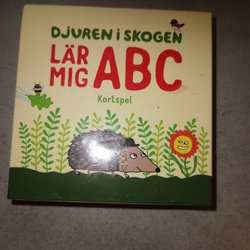 DJUREN i SKOGEN
LÄR
MIG ABC
Kortspel